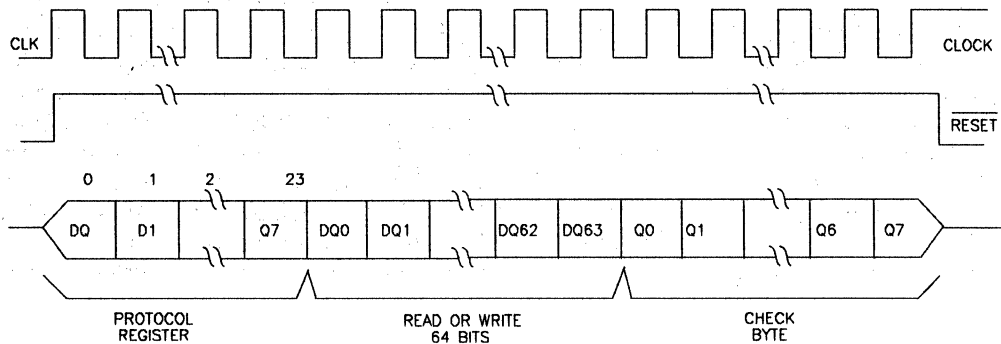 CLK
CLOCK
RESET
0 1 2 23
DQ D1 Q7 DQ0 DQ1 DQ62 DQ63 Q0 Q1 Q6 Q7
PROTOCOL
REGISTER
READ OR WRITE
64 BITS
CHECK
BYTE